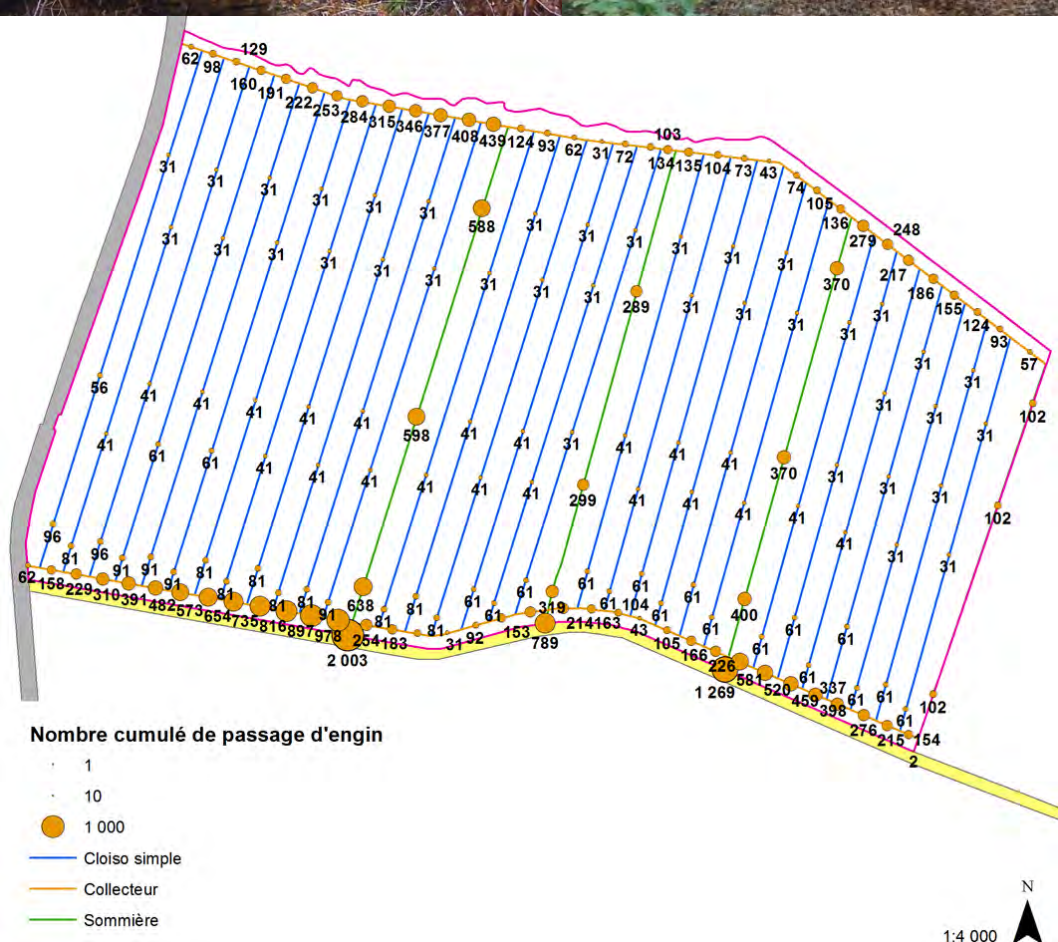 129
62 98 160 191 222 253 284 315 346 377 408 439 124 93 62 31 72 134 103 135 104 73 43
74 105 136 279 248 217 186 155 124 93 57
31 31 31 31 31 31 588 31 31
31 31 31 31 31 31 31 31 31 289 31 31 31 370
31 31 31 31 31 31
56 41 41 41 41 41 31 31 31 102
41 61 61 41 41 41 598 41 41 31 41 41 41 370 31 31 31
41 41 41 299 41 41 41 41 31 31 31 102
41 31 31
96 81 96 91 91 91 81 81 81 81 81 91 638 81 81 81 61 61 61 319 61 61 61 61 61 400 61 61 61 61 61 61 61 102
62 158 229 310 391 482 573 654 735 816 897 978 254 183 31 92 153 214 163 104 43 105 166 226 581 520 459 337 398 276 215 154
2 003
789
1 269
2
Nombre cumulé de passage d'engin
1
10
1 000
Cloiso simple
Collecteur
Sommière
N
1:4 000